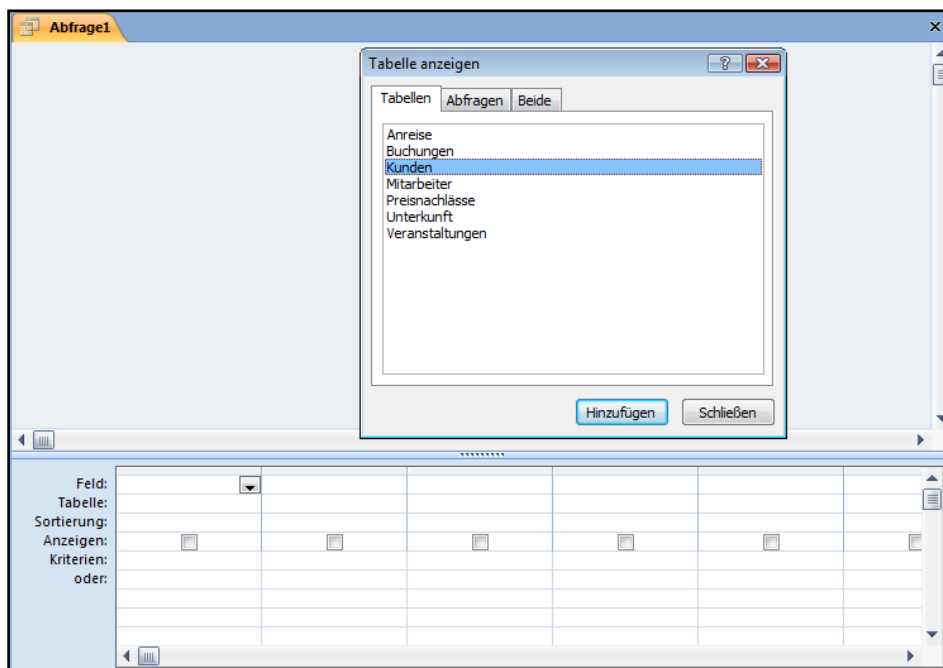 Abfrage1
Tabelle anzeigen
Tabellen Abfragen Beide
Anreise
Buchungen
Kunden
Mitarbeiter
Preisnachlässe
Unterkunft
Veranstaltungen
Hinzufügen Schließen
Feld:
Tabelle:
Sortierung:
Anzeigen:
Kriterien:
oder: